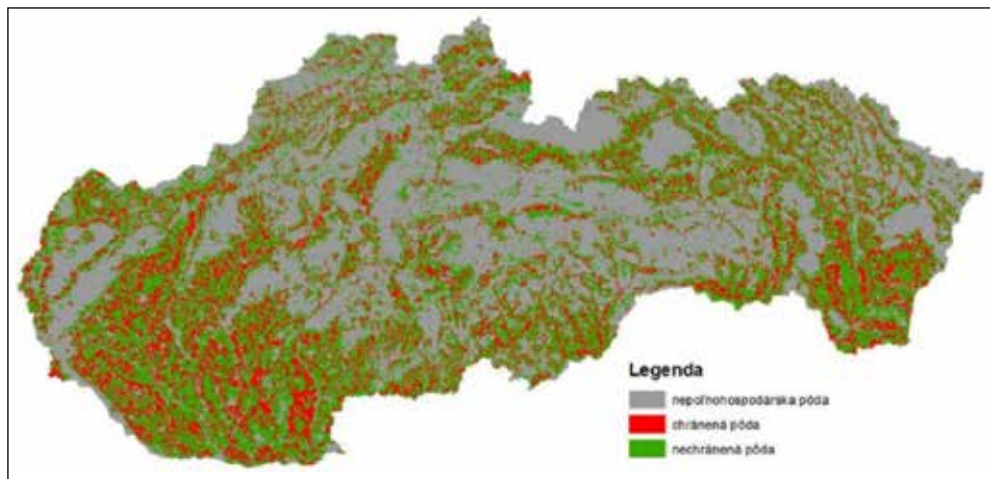 Legenda
nepoľnohospodárska pôda
chránená pôda
nechránená pôda